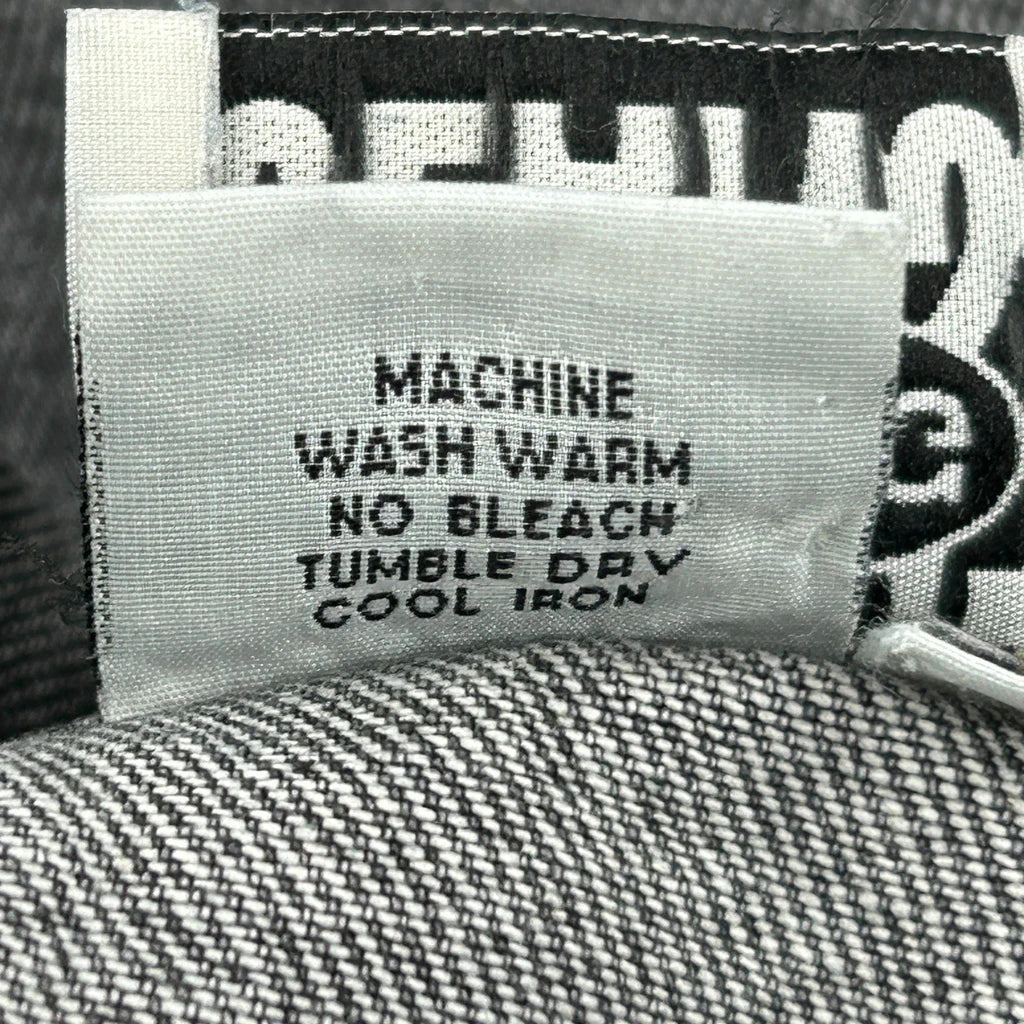 MACHINE
WASH WARM
NO BLEACH
TUMBLE DRY
COOL IRON